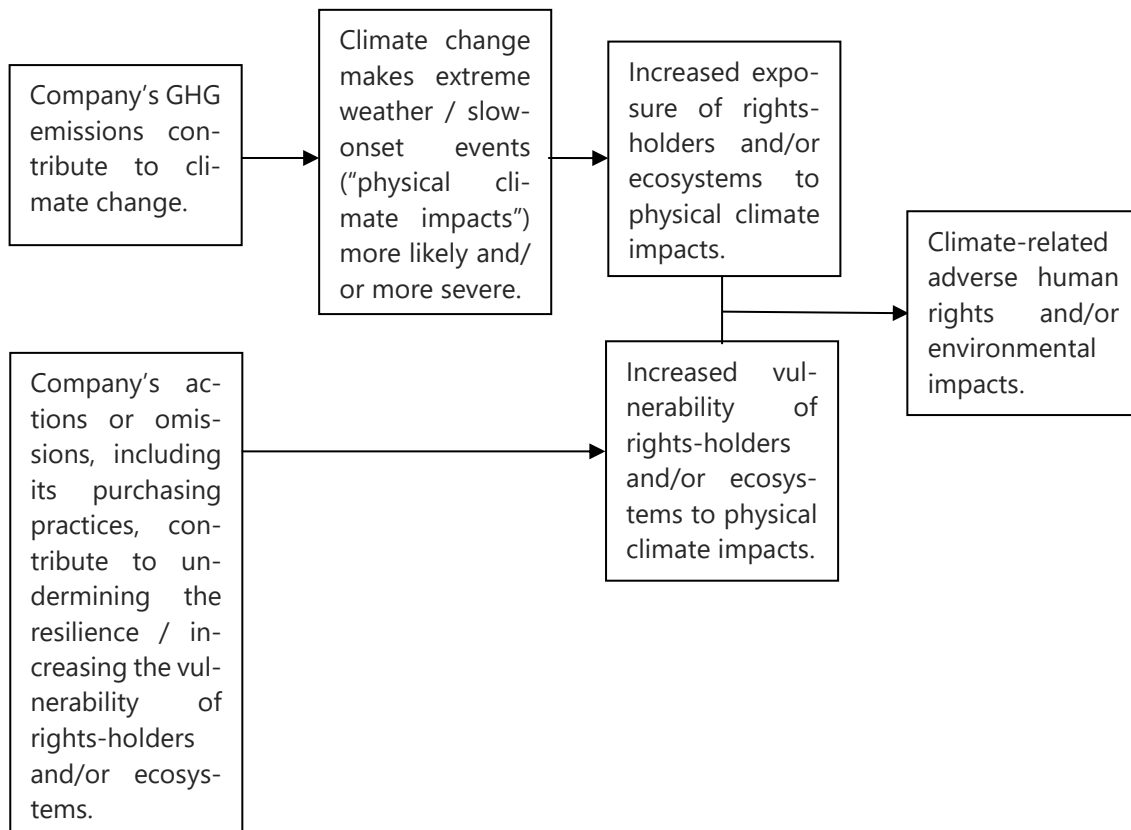 Company’s GHG
emissions con-
tribute to cli-
mate change.
Climate change
makes extreme
weather / slow-
onset events
(“physical cli-
mate impacts”)
more likely and/
or more severe.
Increased expo-
sure of rights-
holders and/or
ecosystems to
physical climate
impacts.
Climate-related
adverse human
rights and/or
environmental
impacts.
Company’s ac-
tions or omis-
sions, including
its purchasing
practices, con-
tribute to un-
dermining the
resilience / in-
creasing the vul-
nerability of
rights-holders
and/or ecosys-
tems.
Increased vul-
nerability of
rights-holders
and/or ecosys-
tems to physical
climate impacts.